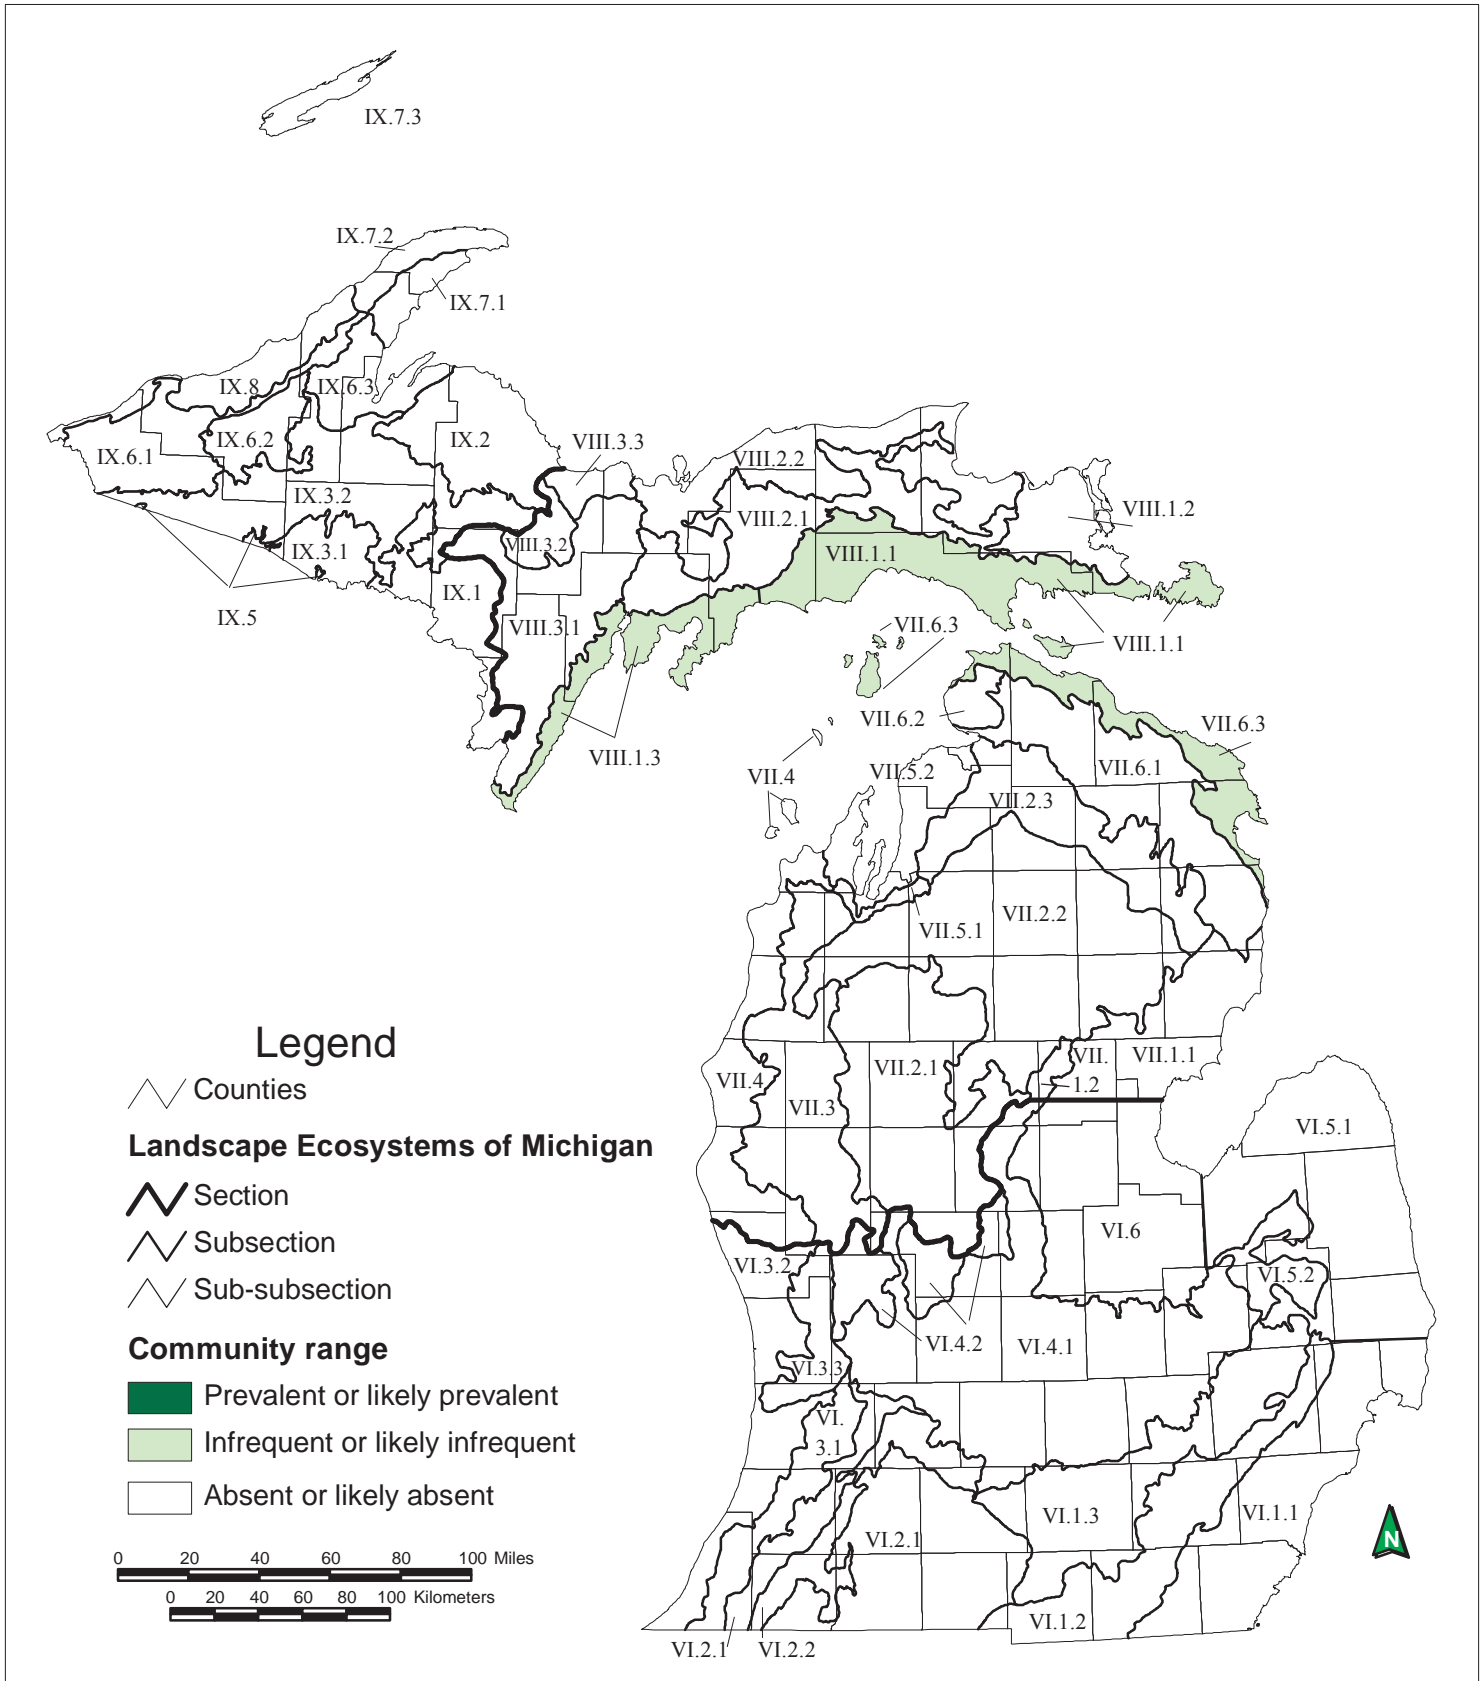 IX.7.3
IX.7.2
IX.7.1
IX.8
IX.6.3
IX.6.2
IX.2
IX.6.1
VIII.3.3
VIII.2.2
IX.3.2
VIII.2.1
VIII.1.2
IX.3.1
VIII.3.2
VIII.1.1
IX.1
IX.5
VIII.3.1
VII.6.3
VIII.1.1
VII.6.2
VII.6.3
VIII.1.3
VII.4
VII.5.2
VII.6.1
VII.2.3
VII.5.1
VII.2.2
Legend
Counties
Landscape Ecosystems of Michigan
Section
Subsection
Sub-subsection
Community range
Prevalent or likely prevalent
Infrequent or likely infrequent
Absent or likely absent
0 20 40 60 80 100 Miles
0 20 40 60 80 100 Kilometers
VII.4
VII.3
VII.2.1
VII.
1.2
VII.1.1
VI.5.1
VI.6
VI.3.2
VI.5.2
VI.4.2
VI.4.1
VI.3.3
VI.
3.1
VI.2.1
VI.1.3
VI.1.1
VI.1.2
VI.2.1
VI.2.2
N